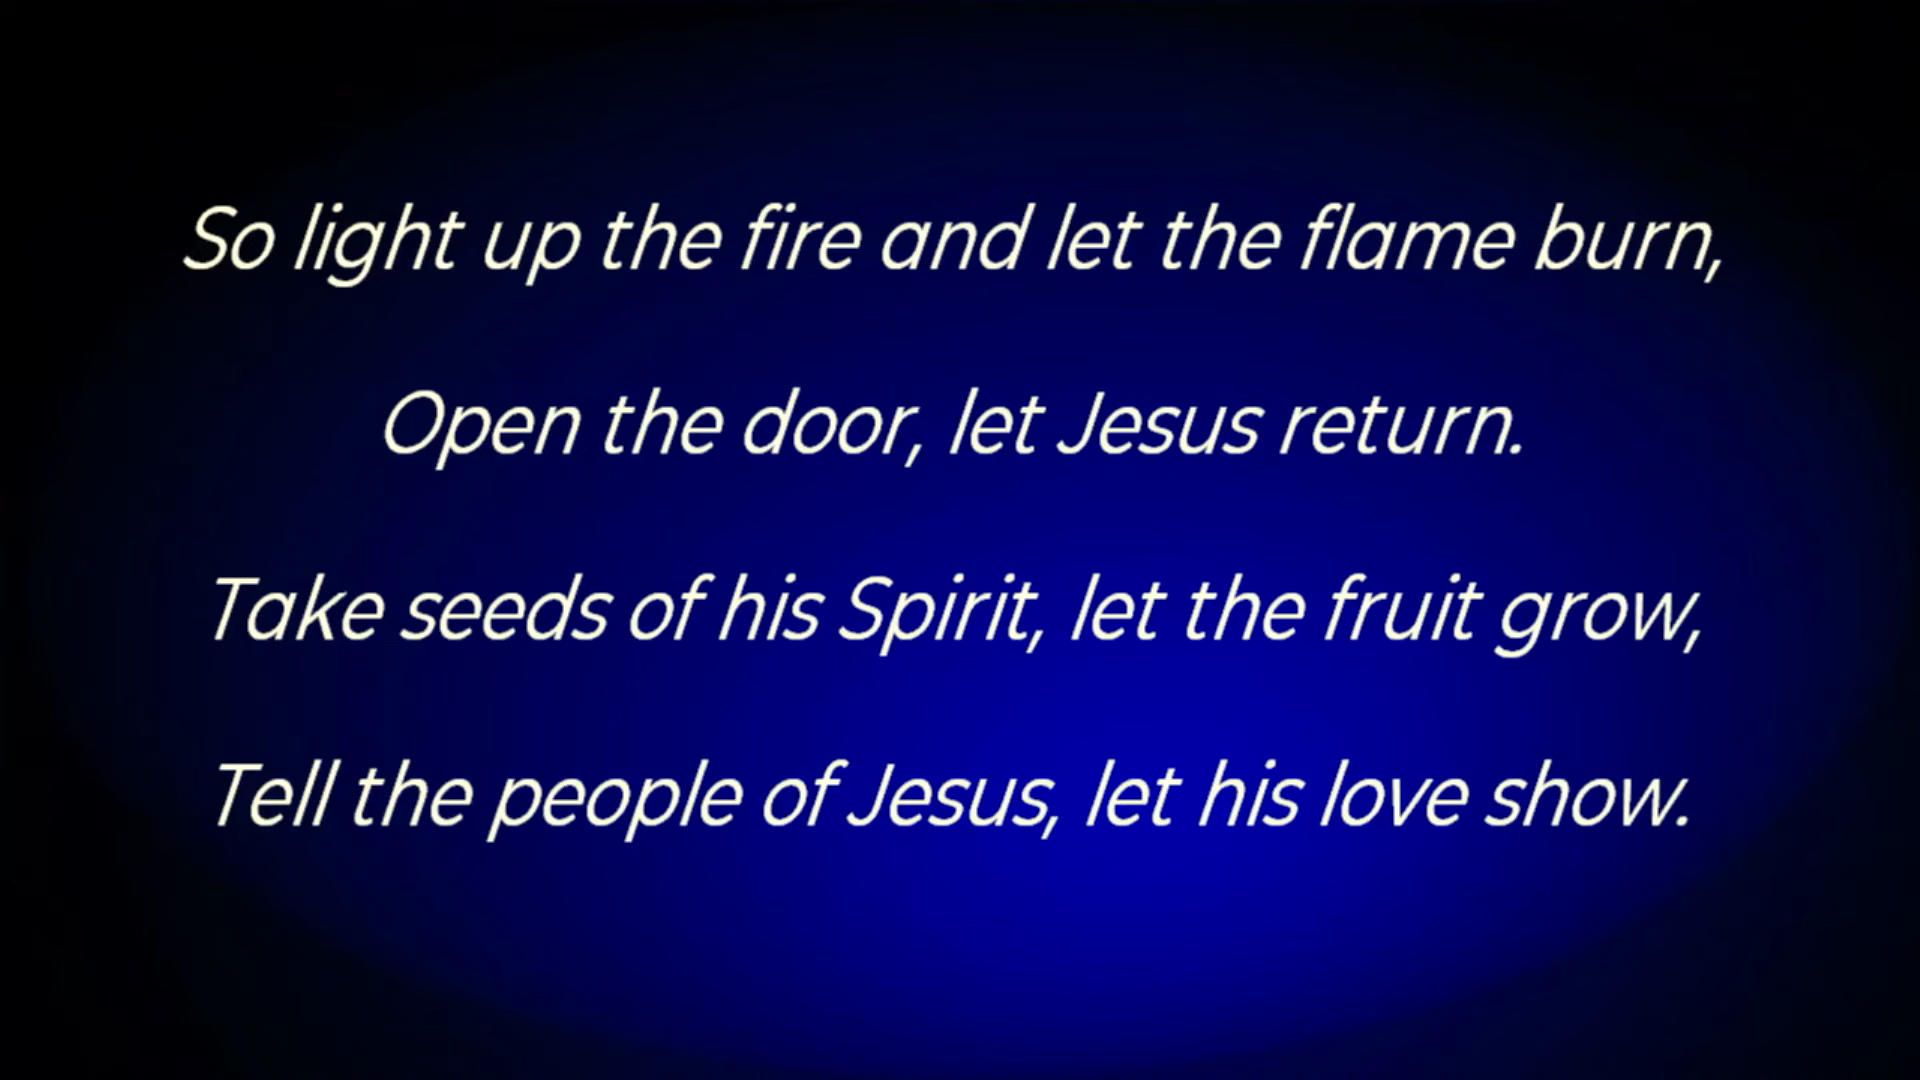 So light up the fire and let the flame burn,
Open the door, let Jesus return.
Take seeds of his Spirit, let the fruit grow,
Tell the people of Jesus, let his love show.